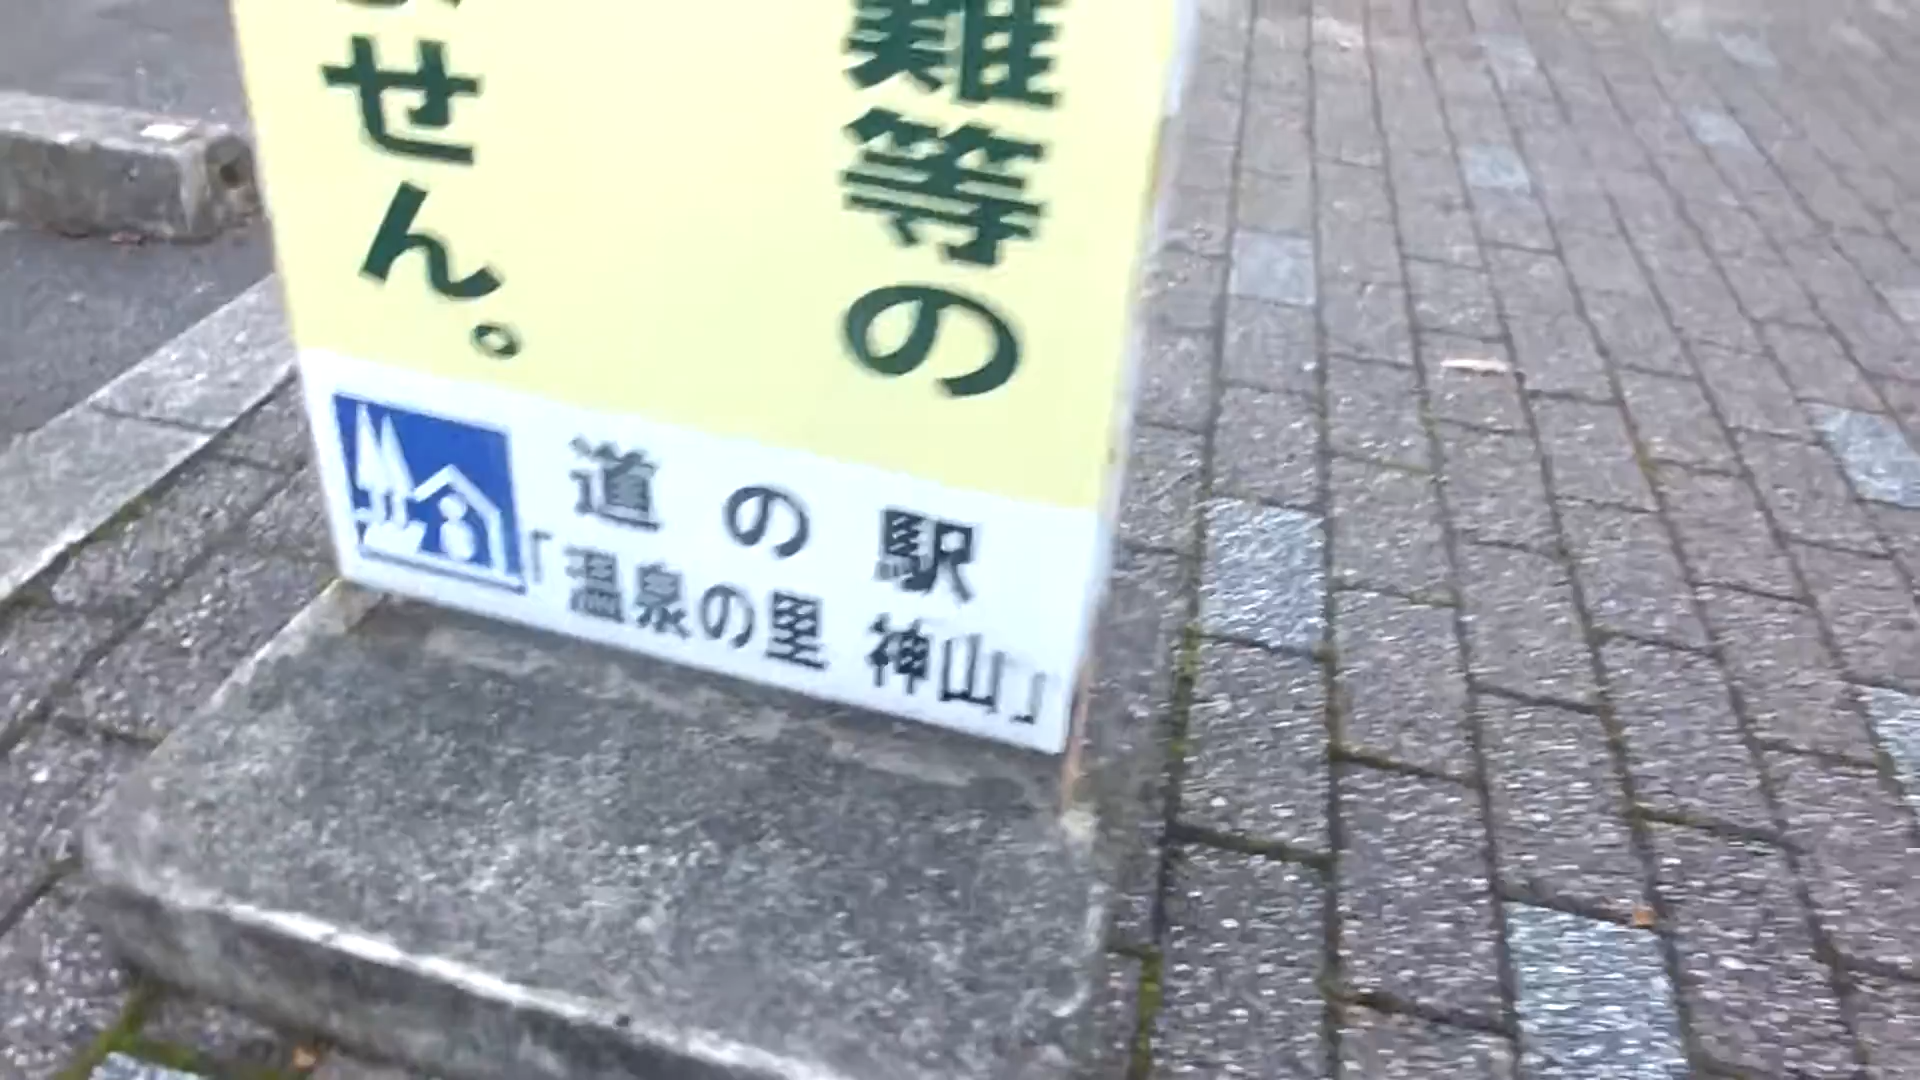 難等の
せん。
道の駅
「温泉の里 神山」